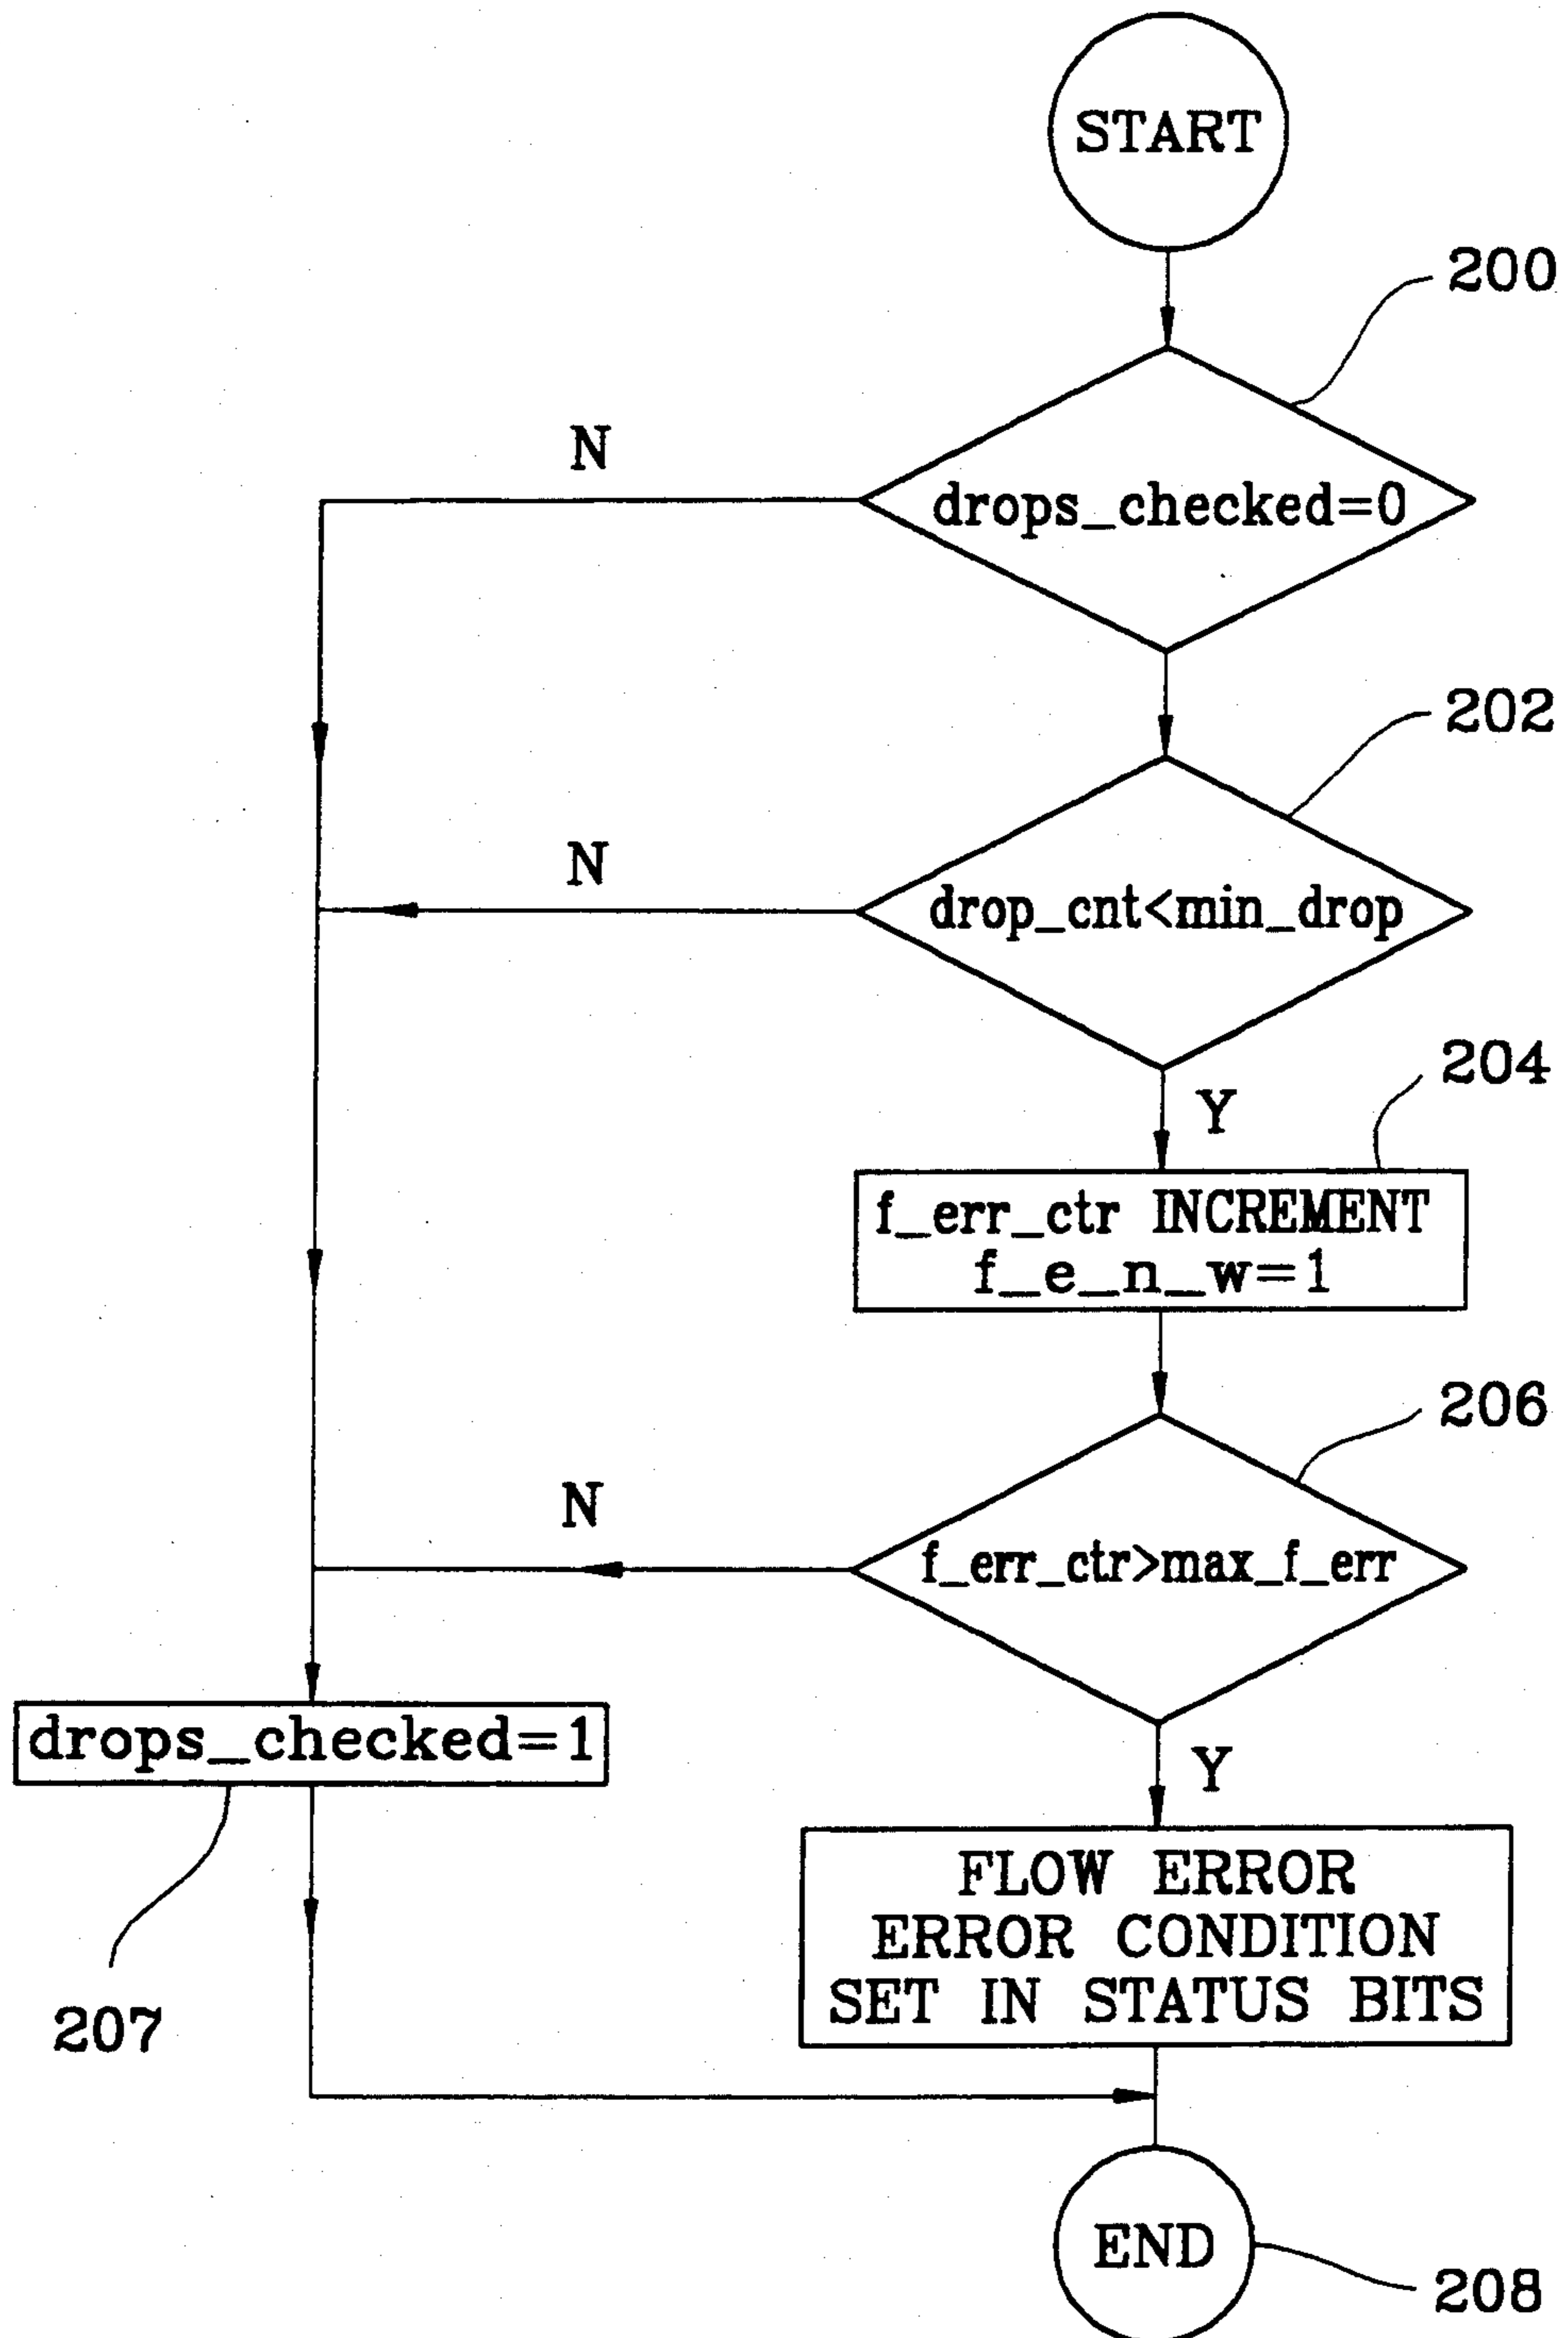 START
200
N
drops_checked=0
202
N
drop_cnt<min_drop
204
Y
f_err_ctr INCREMENT
f_e_n_w=1
206
N
f_err_ctr>max_f_err
drops_checked=1
Y
FLOW ERROR
ERROR CONDITION
SET IN STATUS BITS
207
END
208